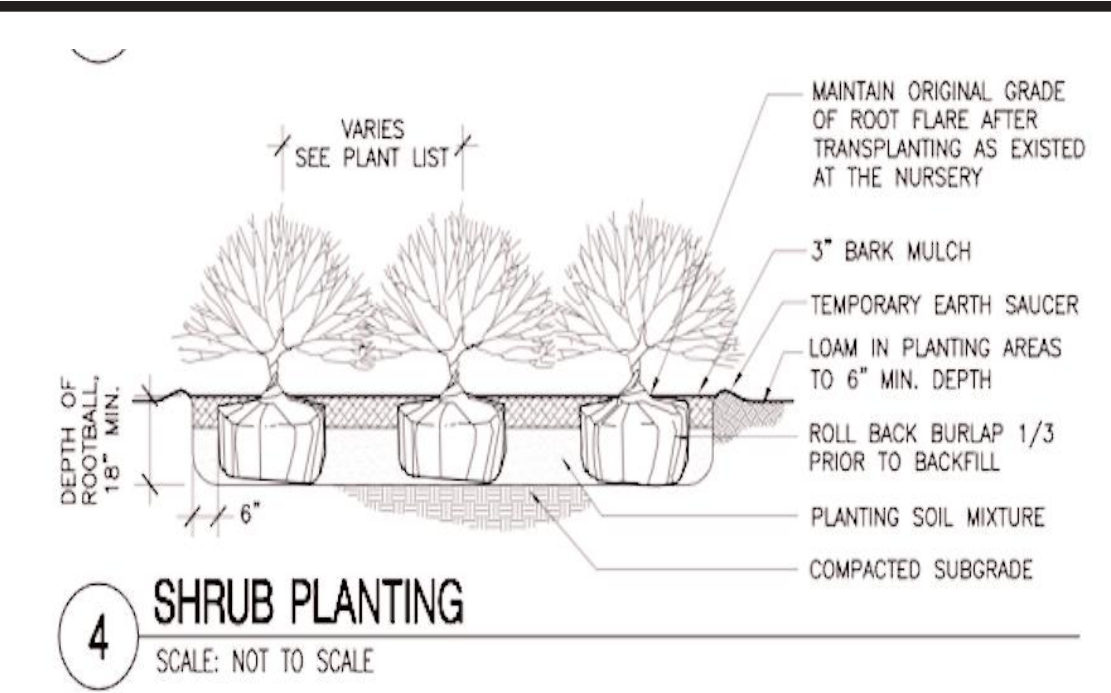 VARIES
SEE PLANT LIST
MAINTAIN ORIGINAL GRADE
OF ROOT FLARE AFTER
TRANSPLANTING AS EXISTED
AT THE NURSERY
3" BARK MULCH
TEMPORARY EARTH SAUCER
LOAM IN PLANTING AREAS
TO 6" MIN. DEPTH
ROLL BACK BURLAP 1/3
PRIOR TO BACKFILL
PLANTING SOIL MIXTURE
COMPACTED SUBGRADE
DEPTH OF
ROOTBALL,
18" MIN.
6"
4
SHRUB PLANTING
SCALE: NOT TO SCALE